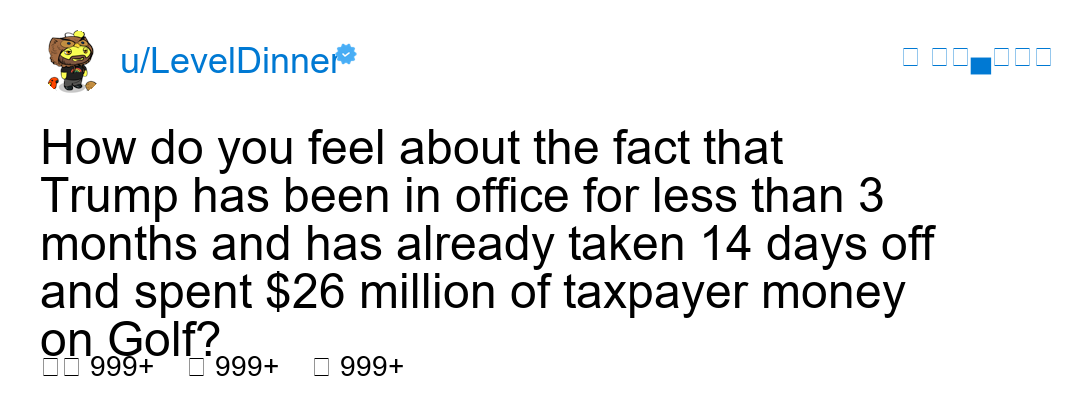 u/LevelDinner
How do you feel about the fact that
Trump has been in office for less than 3
months and has already taken 14 days off
and spent $26 million of taxpayer money
on Golf?
999+ 999+ 999+